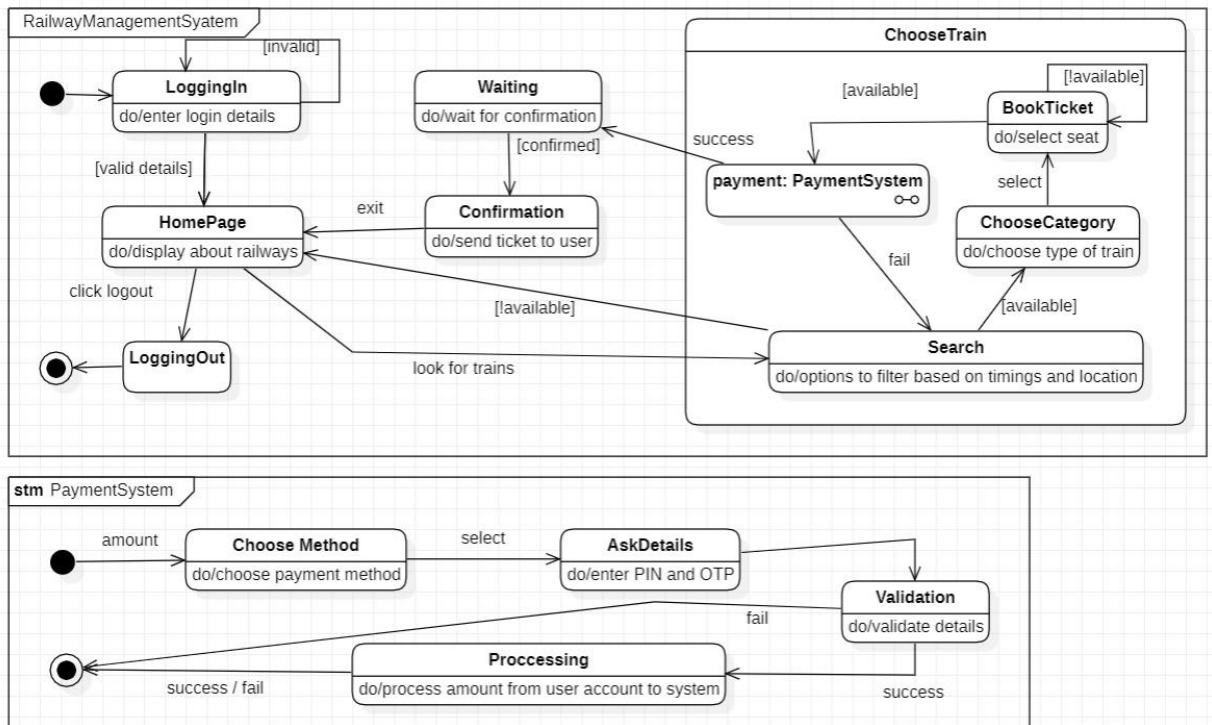 RailwayManagementSystem
[invalid]
LoggingIn
do/enter login details
[valid details]
HomePage
do/display about railways
click logout
LoggingOut
Waiting
do/wait for confirmation
[confirmed]
Confirmation
do/send ticket to user
exit
[!available]
look for trains
ChooseTrain
[!available]
[available]
BookTicket
do/select seat
success
payment: PaymentSystem
select
ChooseCategory
do/choose type of train
fail
[available]
Search
do/options to filter based on timings and location
stm PaymentSystem
amount
Choose Method
do/choose payment method
select
AskDetails
do/enter PIN and OTP
Validation
do/validate details
fail
Proccessing
do/process amount from user account to system
success / fail
success